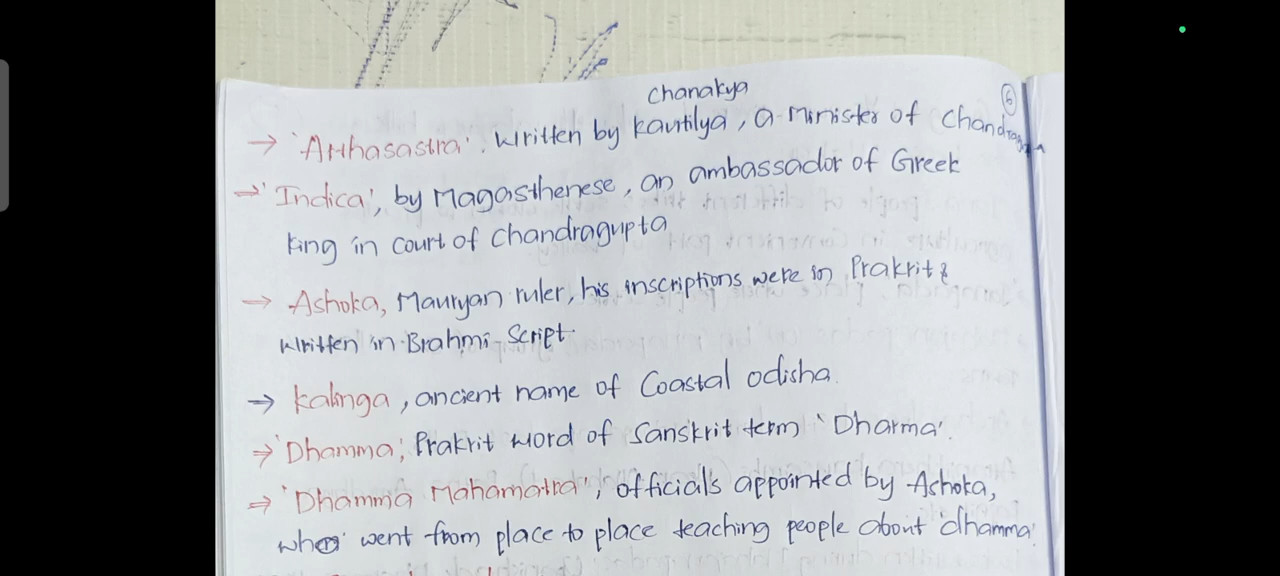 Chanakya
6
→ 'Arthasastra'. Written by Kautilya, a Minister of Chandragupta
→ 'Indica', by Magasthenese, an ambassador of Greek
King in court of Chandragupta
→ Ashoka, Mauryan ruler, his inscriptions were in Prakrit &
written in Brahmi Script.
→ Kalinga, ancient name of Coastal odisha.
→ 'Dhamma', Prakrit word of Sanskrit term 'Dharma'.
→ 'Dhamma Mahamatra', officials appointed by Ashoka,
who went from place to place teaching people about 'dhamma'